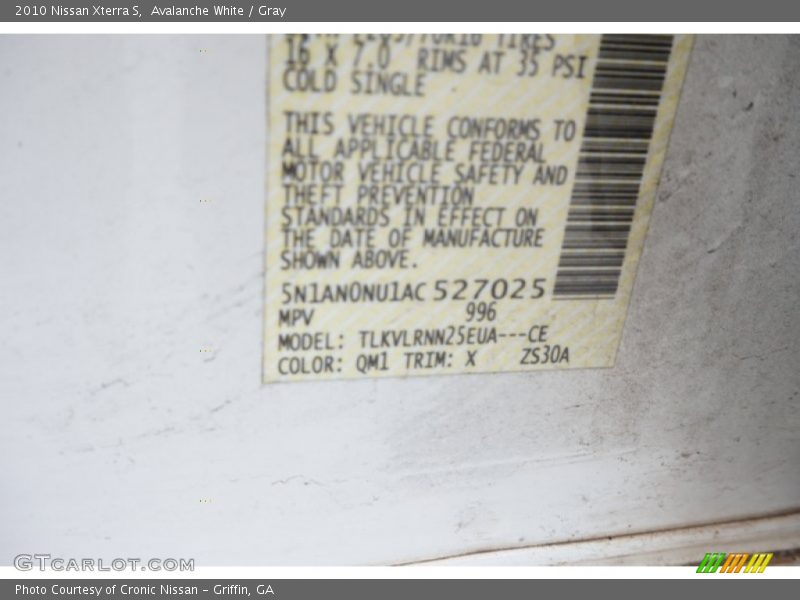 2010 Nissan Xterra S,  Avalanche White / Gray
TIRES
16 X 7.0 RIMS AT 35 PSI
COLD SINGLE
THIS VEHICLE CONFORMS TO
ALL APPLICABLE FEDERAL
MOTOR VEHICLE SAFETY AND
THEFT PREVENTION
STANDARDS IN EFFECT ON
THE DATE OF MANUFACTURE
SHOWN ABOVE.
5N1AN0NU1AC527025
MPV 996
MODEL: TLKVLRNN25EUA---CE
COLOR: QM1 TRIM: X ZS30A
GTCARLOT.COM
Photo Courtesy of Cronic Nissan - Griffin, GA